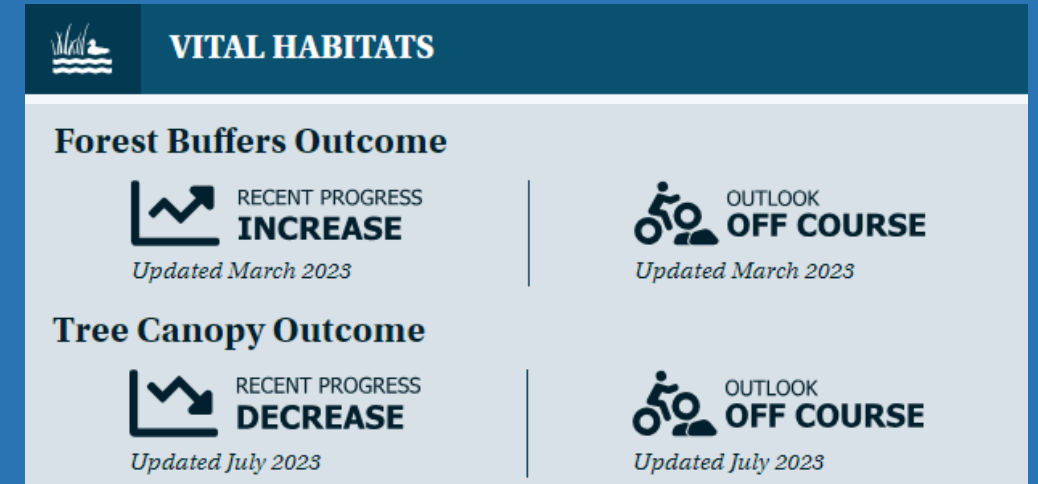 VITAL HABITATS
Forest Buffers Outcome
RECENT PROGRESS
INCREASE
Updated March 2023
OUTLOOK
OFF COURSE
Updated March 2023
Tree Canopy Outcome
RECENT PROGRESS
DECREASE
Updated July 2023
OUTLOOK
OFF COURSE
Updated July 2023